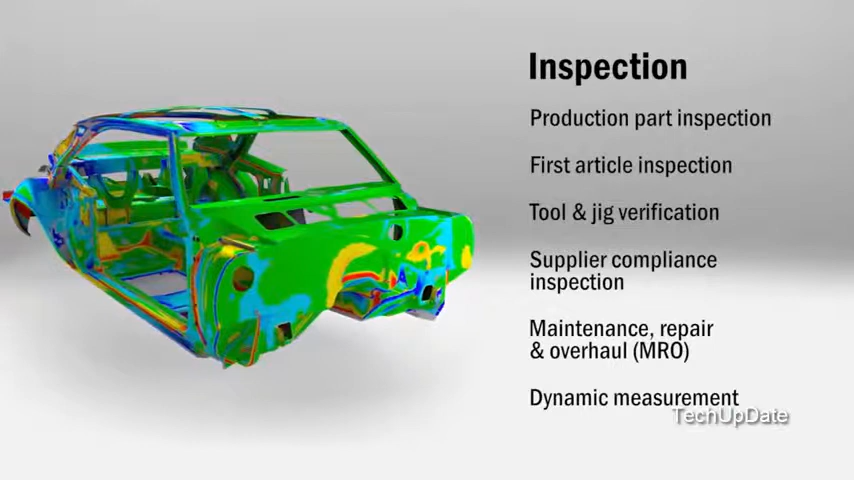 Inspection
Production part inspection
First article inspection
Tool & jig verification
Supplier compliance
inspection
Maintenance, repair
& overhaul (MRO)
Dynamic measurement
TechUpDate